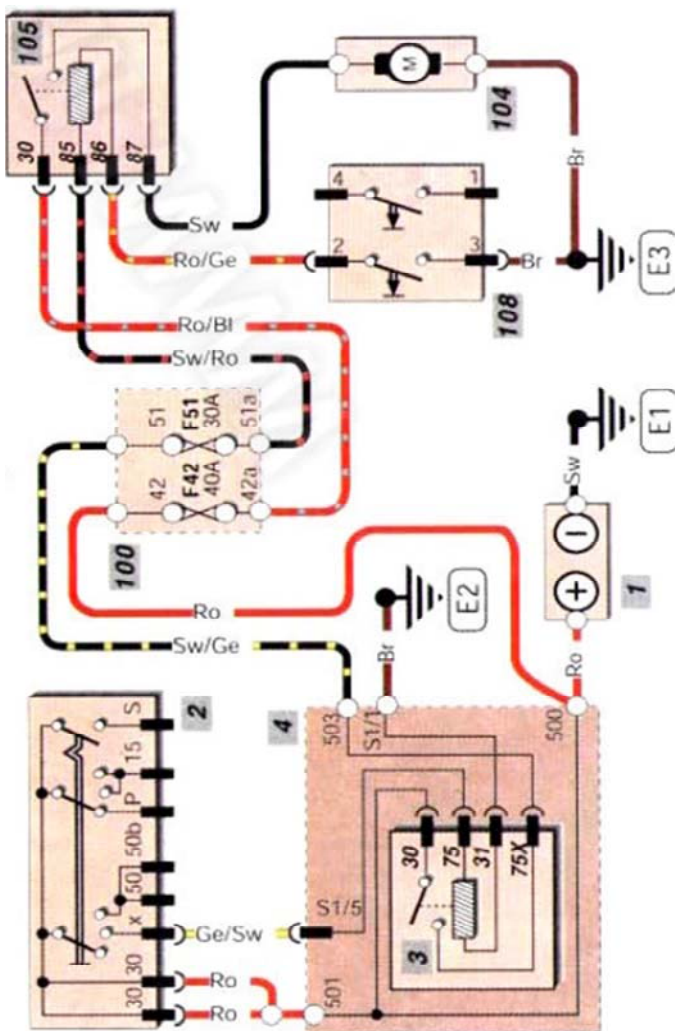 105
30
85
86
87
M
104
Br
4
1
2
3
108
Br
E3
Sw
Ro/Ge
Ro/Bl
Sw/Ro
51
F51
30A
51a
42
F42
40A
42a
100
Ro
Sw/Ge
Sw
E1
E2
Br
1
Ro
S
15
P
50b
50
x
30
30
2
4
503
S1/1
500
Ge/Sw
S1/5
Ro
Ro
501
30
75
31
75X
3